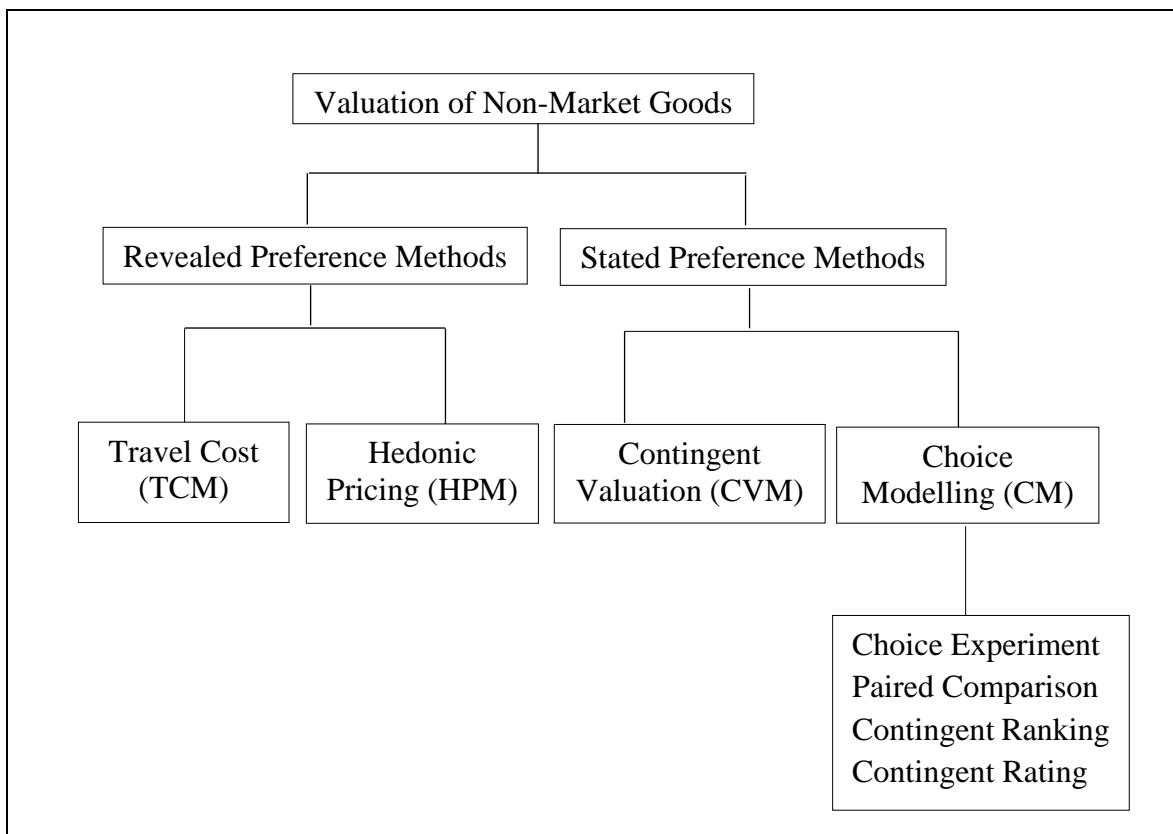 Valuation of Non-Market Goods
Revealed Preference Methods
Stated Preference Methods
Travel Cost
(TCM)
Hedonic
Pricing (HPM)
Contingent
Valuation (CVM)
Choice
Modelling (CM)
Choice Experiment
Paired Comparison
Contingent Ranking
Contingent Rating